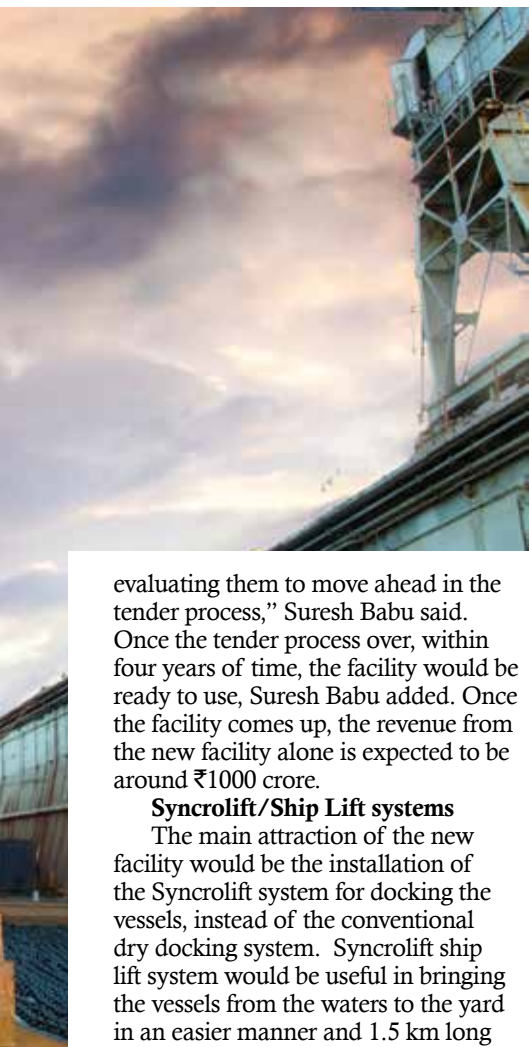 evaluating them to move ahead in the
tender process,” Suresh Babu said.
Once the tender process over, within
four years of time, the facility would be
ready to use, Suresh Babu added. Once
the facility comes up, the revenue from
the new facility alone is expected to be
around ₹1000 crore.
Syncrolift/Ship Lift systems
The main attraction of the new
facility would be the installation of
the Syncrolift system for docking the
vessels, instead of the conventional
dry docking system. Syncrolift ship
lift system would be useful in bringing
the vessels from the waters to the yard
in an easier manner and 1.5 km long